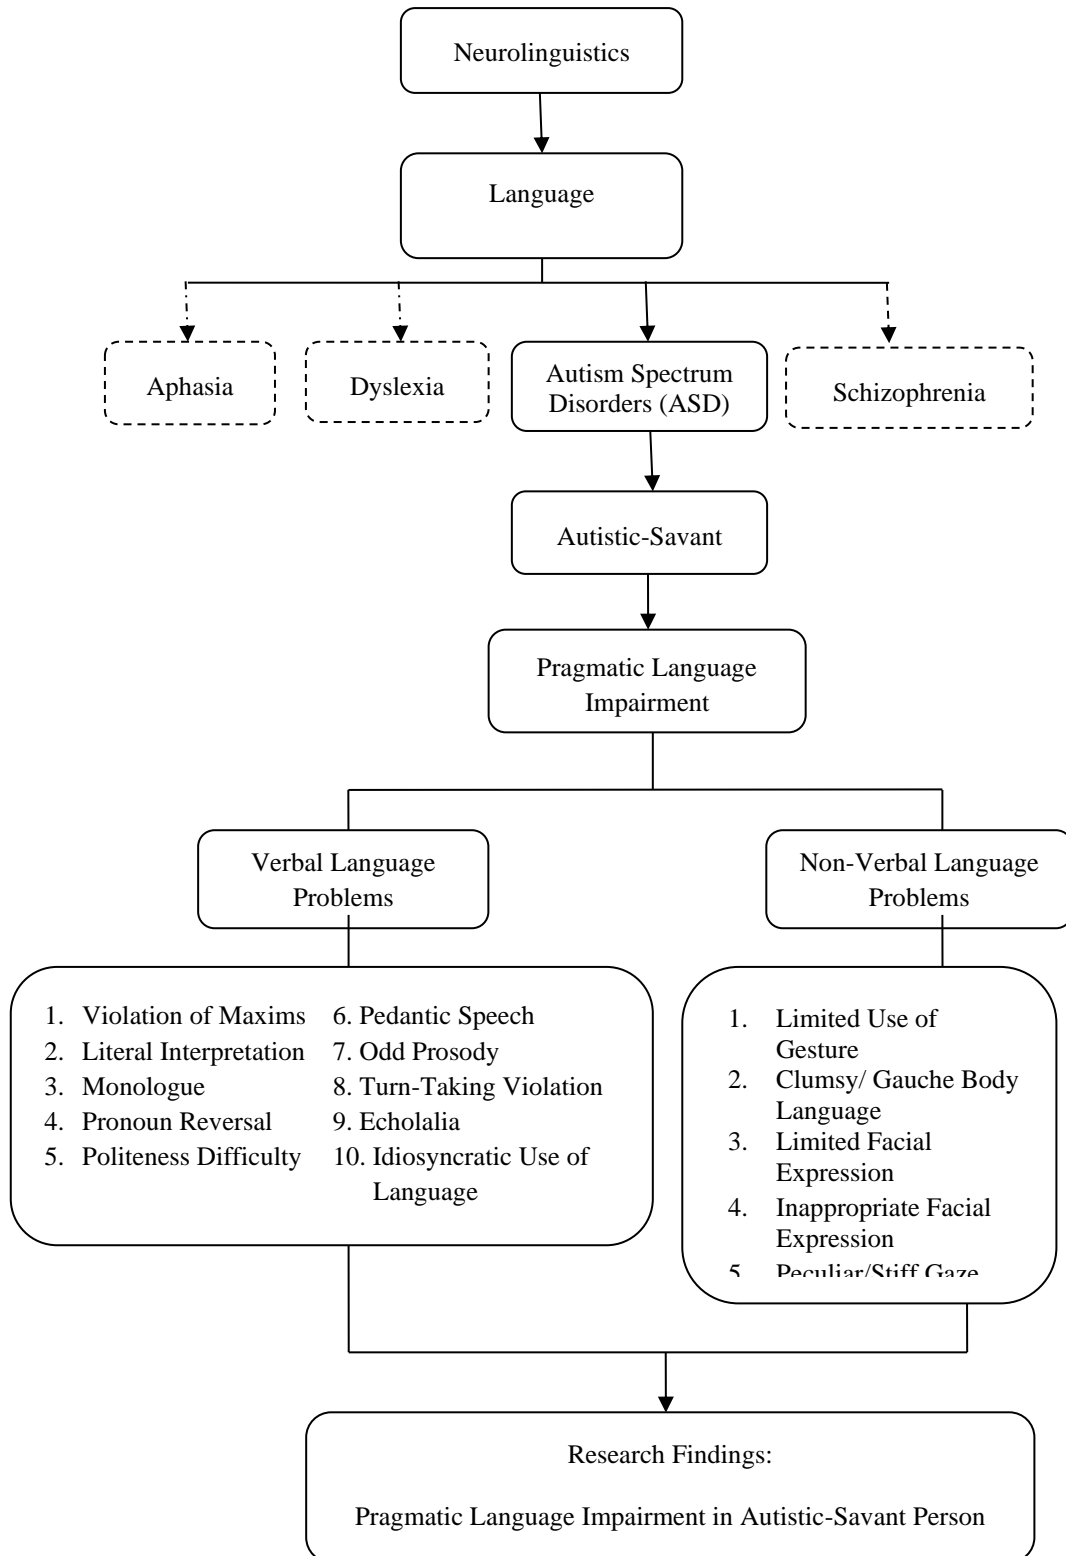 Neurolinguistics
Language
Aphasia
Dyslexia
Autism Spectrum
Disorders (ASD)
Schizophrenia
Autistic-Savant
Pragmatic Language
Impairment
Verbal Language
Problems
Non-Verbal Language
Problems
1. Violation of Maxims
2. Literal Interpretation
3. Monologue
4. Pronoun Reversal
5. Politeness Difficulty
6. Pedantic Speech
7. Odd Prosody
8. Turn-Taking Violation
9. Echolalia
10. Idiosyncratic Use of
Language
1. Limited Use of
Gesture
2. Clumsy/ Gauche Body
Language
3. Limited Facial
Expression
4. Inappropriate Facial
Expression
5. Peculiar/Stiff Gaze
Research Findings:
Pragmatic Language Impairment in Autistic-Savant Person